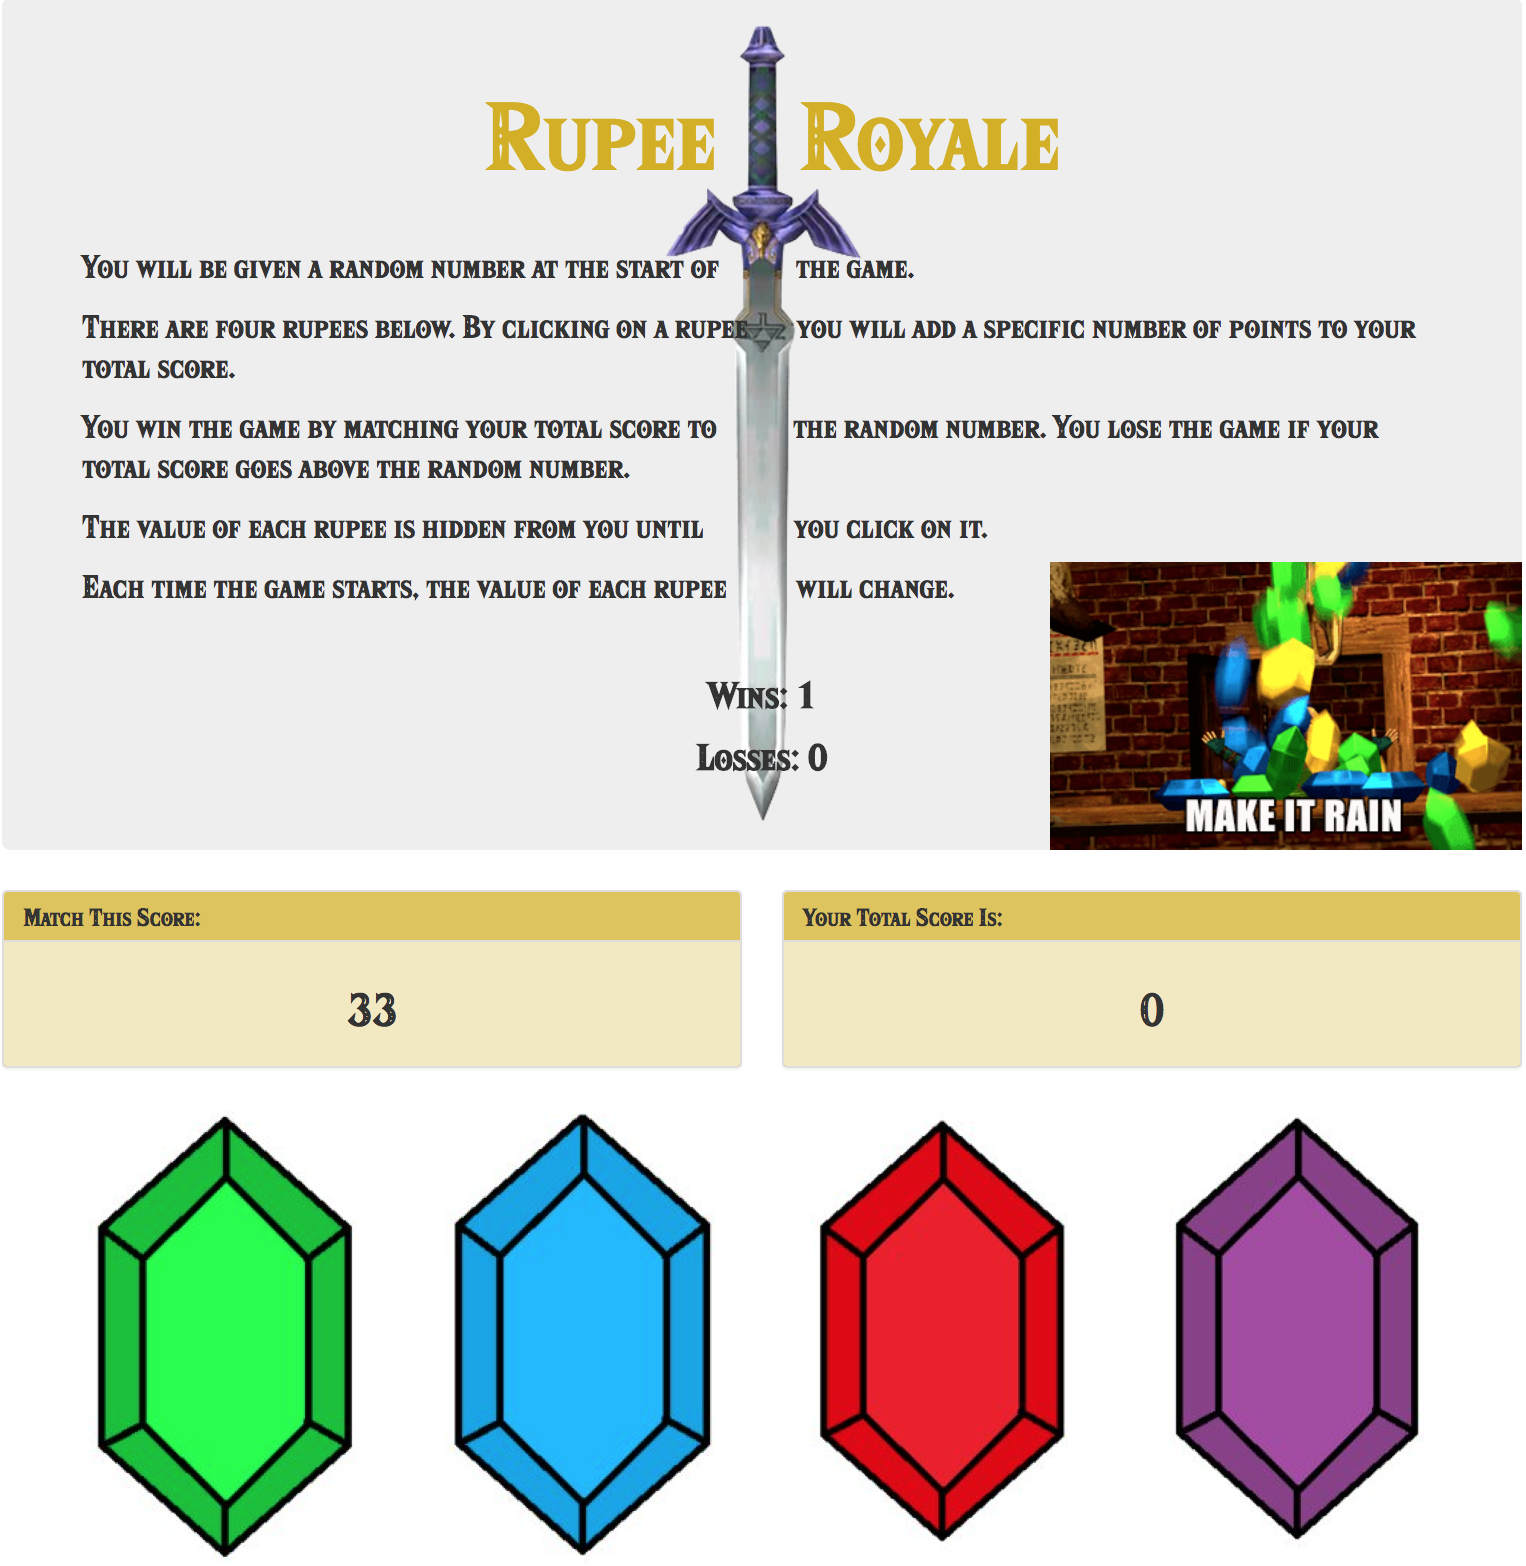 Rupee Royale
You will be given a random number at the start of the game.
There are four rupees below. By clicking on a rupee you will add a specific number of points to your
total score.
You win the game by matching your total score to the random number. You lose the game if your
total score goes above the random number.
The value of each rupee is hidden from you until you click on it.
Each time the game starts, the value of each rupee will change.
Wins: 1
Losses: 0
MAKE IT RAIN
Match This Score:
33
Your Total Score Is:
0